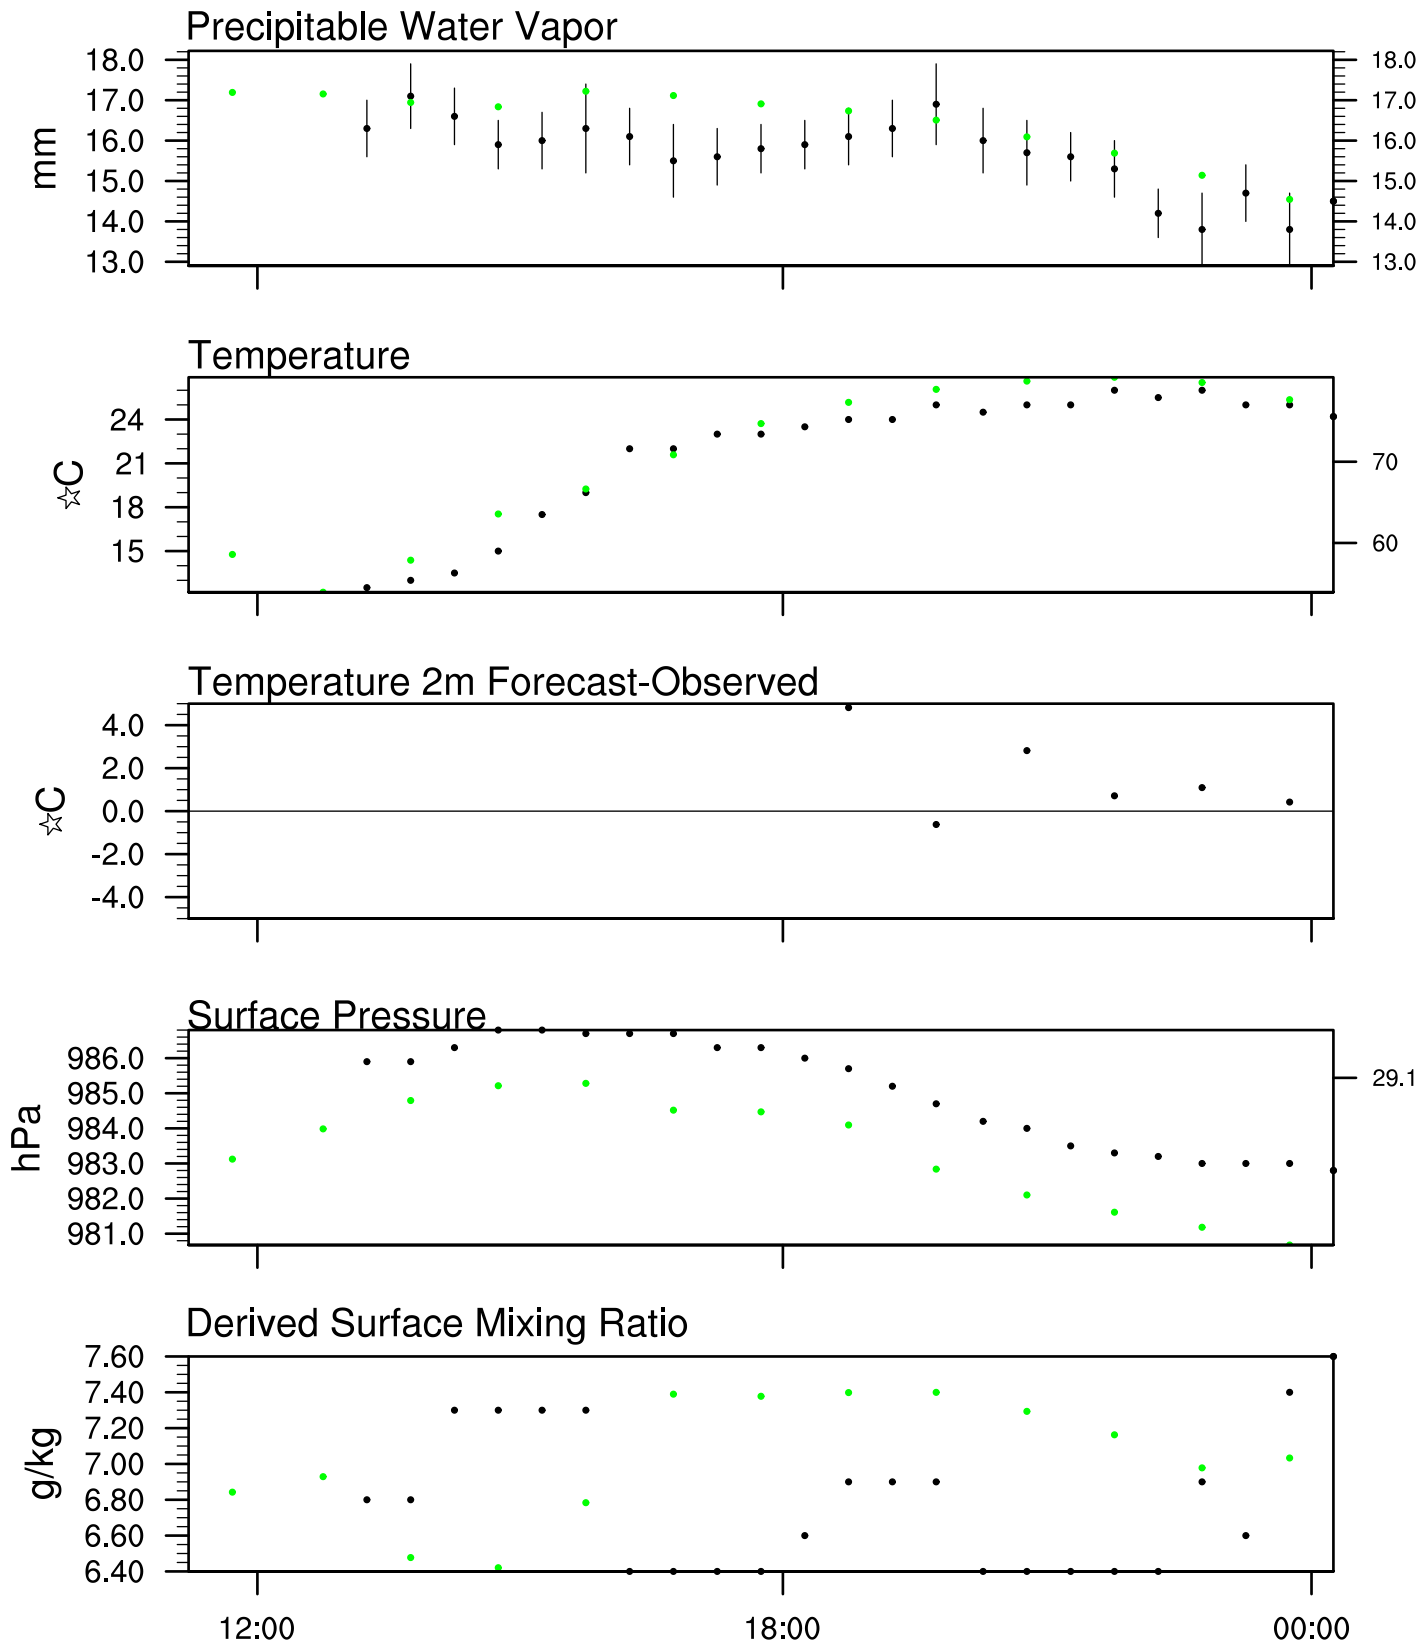 Precipitable Water Vapor
18.0 18.0
17.0 17.0
16.0 16.0
15.0 15.0
14.0 14.0
13.0 13.0
mm
Temperature
24
21 70
18
15 60
☆C
Temperature 2m Forecast-Observed
4.0
2.0
0.0
-2.0
-4.0
☆C
Surface Pressure
986.0
985.0 29.1
984.0
983.0
982.0
981.0
hPa
Derived Surface Mixing Ratio
7.60
7.40
7.20
7.00
6.80
6.60
6.40
g/kg
12:00 18:00 00:00